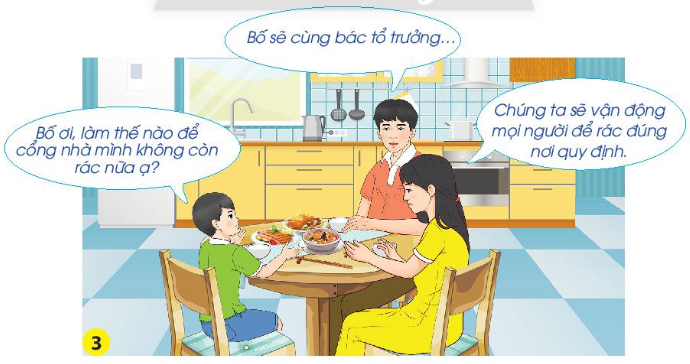 Bố sẽ cùng bác tổ trưởng...
Bố ơi, làm thế nào để
cổng nhà mình không còn
rác nữa ạ?
Chúng ta sẽ vận động
mọi người để rác đúng
nơi quy định.
3